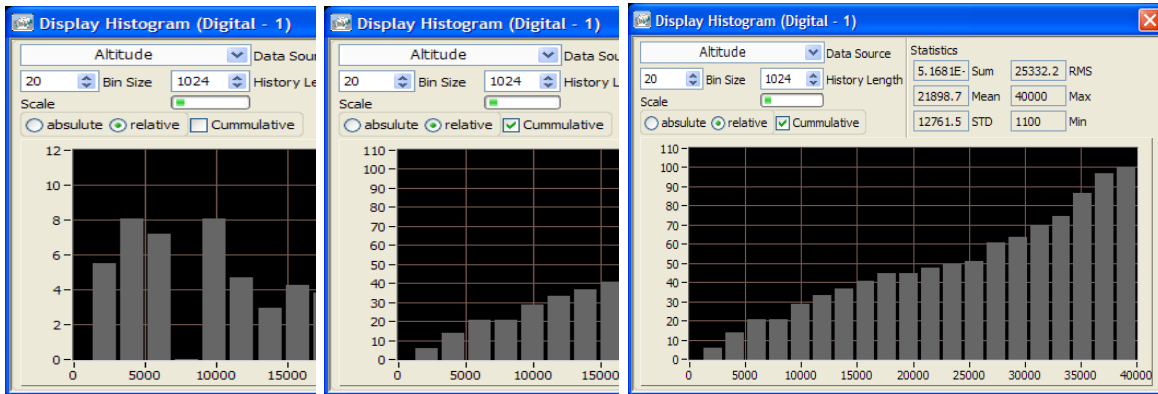 Display Histogram (Digital - 1)
Altitude Data Sour
20 Bin Size 1024 History Le
Scale
absulute relative Cummulative
12
10
8
6
4
2
0
0 5000 10000 15000
Display Histogram (Digital - 1)
Altitude Data Sou
20 Bin Size 1024 History L
Scale
absulute relative Cummulative
110
100
90
80
70
60
50
40
30
20
10
0
0 5000 10000 15000
Display Histogram (Digital - 1)
Altitude Data Source
20 Bin Size 1024 History Length
Scale
absulute relative Cummulative
Statistics
5.1681E- Sum 25332.2 RMS
21898.7 Mean 40000 Max
12761.5 STD 1100 Min
110
100
90
80
70
60
50
40
30
20
10
0
0 5000 10000 15000 20000 25000 30000 35000 40000